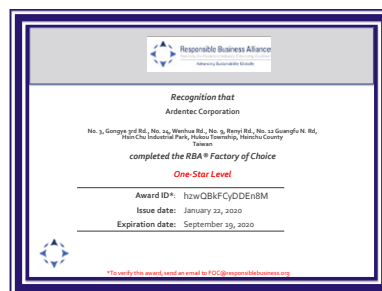 Responsible Business Alliance
Advancing Sustainability Globally
Recognition that
Ardentec Corporation
No. 3, Gongye 3rd Rd., No. 24, Wenhua Rd., No. 9, Renyi Rd., No. 12 Guangfu N. Rd,
Hsin Chu Industrial Park, Hukou Township, Hsinchu County
Taiwan
completed the RBA® Factory of Choice
One-Star Level
Award ID*: hzwQBkFCyDDEn8M
Issue date: January 22, 2020
Expiration date: September 19, 2020
*To verify this award, send an email to FOC@responsiblebusiness.org